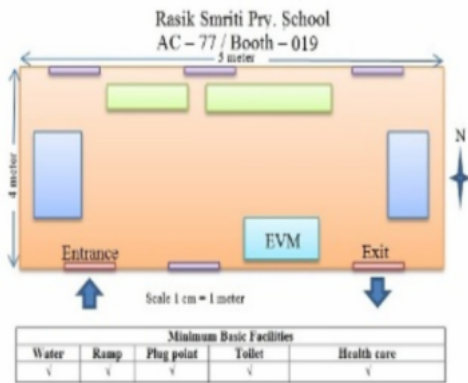 Rasik Smriti Pry. School
AC – 77 / Booth – 019
5 meter
4 meter
N
EVM
Entrance
Exit
Scale 1 cm = 1 meter
Minimum Basic Facilities
Water Ramp Plug point Toilet Health care
√ √ √ √ √